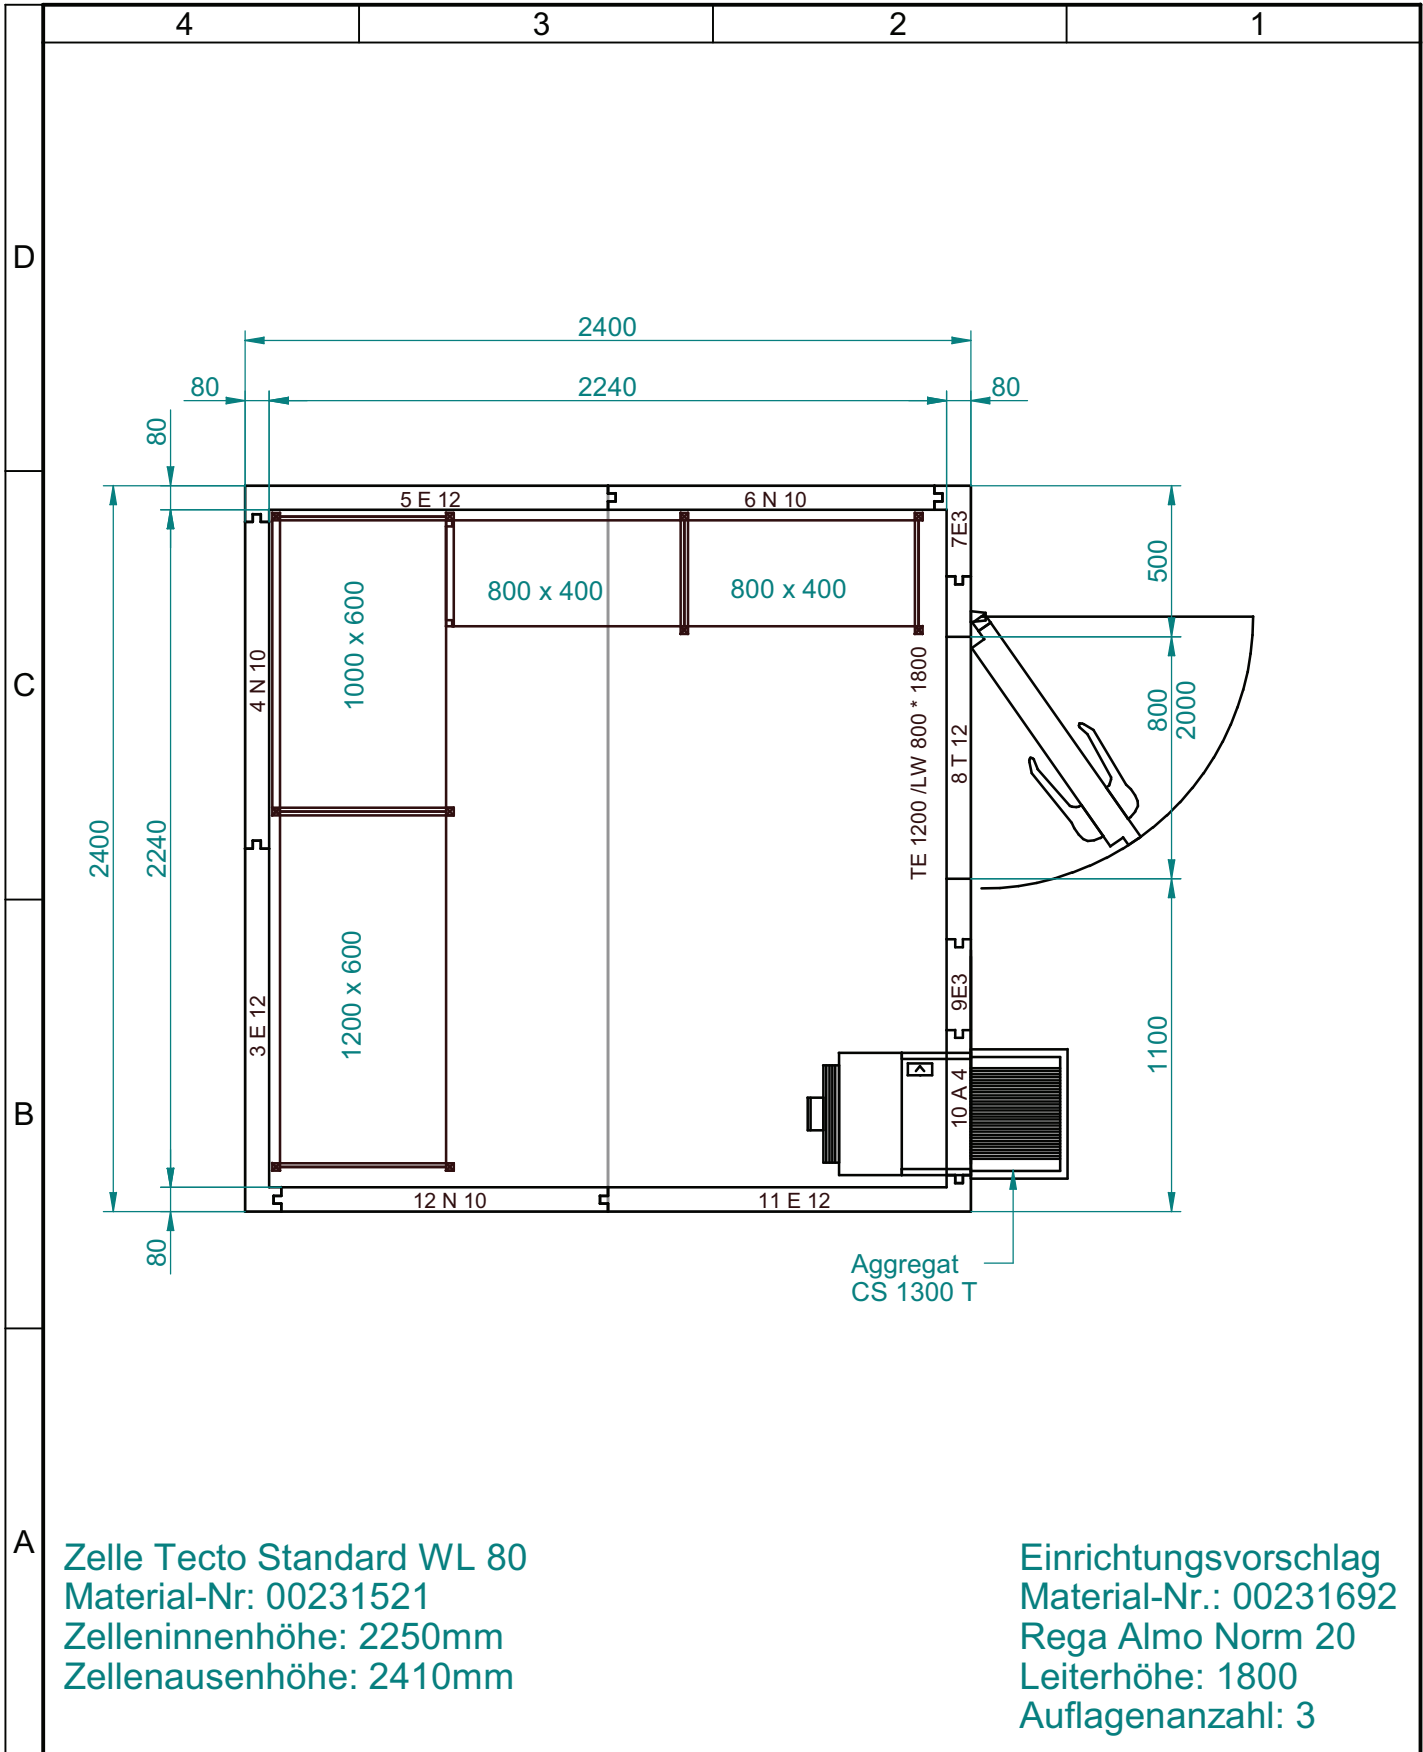 4
3
2
1
D
C
B
A
2400
80
2240
80
80
5 E 12
6 N 10
7E3
500
800 x 400
800 x 400
1000 x 600
4 N 10
TE 1200 /LW 800 * 1800
8 T 12
800
2000
2400
2240
1200 x 600
3 E 12
9E3
1100
10 A 4
12 N 10
11 E 12
80
Aggregat
CS 1300 T
Zelle Tecto Standard WL 80
Material-Nr: 00231521
Zelleninnenhöhe: 2250mm
Zellenausenhöhe: 2410mm
Einrichtungsvorschlag
Material-Nr.: 00231692
Rega Almo Norm 20
Leiterhöhe: 1800
Auflagenanzahl: 3